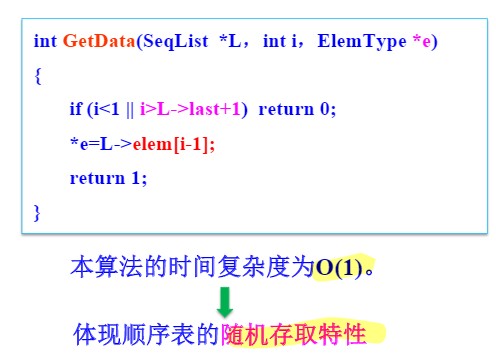 int GetData(SeqList *L，int i，ElemType *e)
{
if (i<1 || i>L->last+1) return 0;
*e=L->elem[i-1];
return 1;
}
本算法的时间复杂度为O(1)。
体现顺序表的随机存取特性